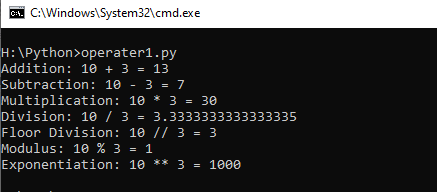 C:\Windows\System32\cmd.exe
H:\Python>operater1.py
Addition: 10 + 3 = 13
Subtraction: 10 - 3 = 7
Multiplication: 10 * 3 = 30
Division: 10 / 3 = 3.3333333333333335
Floor Division: 10 // 3 = 3
Modulus: 10 % 3 = 1
Exponentiation: 10 ** 3 = 1000